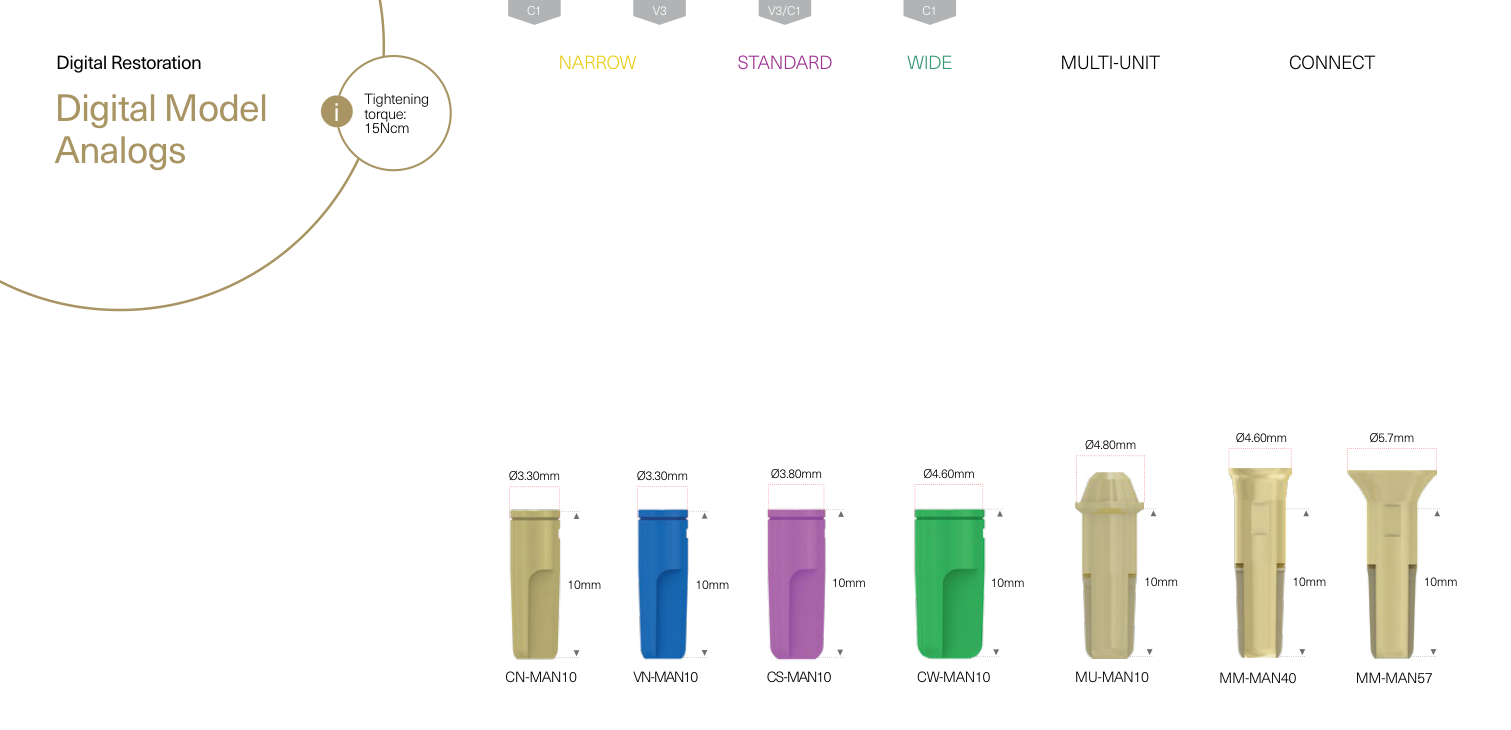 C1
V3
V3/C1
C1
Digital Restoration
Digital Model
Analogs
i
Tightening
torque:
15Ncm
NARROW
STANDARD
WIDE
MULTI-UNIT
CONNECT
Ø3.30mm
Ø3.30mm
Ø3.80mm
Ø4.60mm
Ø4.80mm
Ø4.60mm
Ø5.7mm
10mm
10mm
10mm
10mm
10mm
10mm
10mm
CN-MAN10
VN-MAN10
CS-MAN10
CW-MAN10
MU-MAN10
MM-MAN40
MM-MAN57